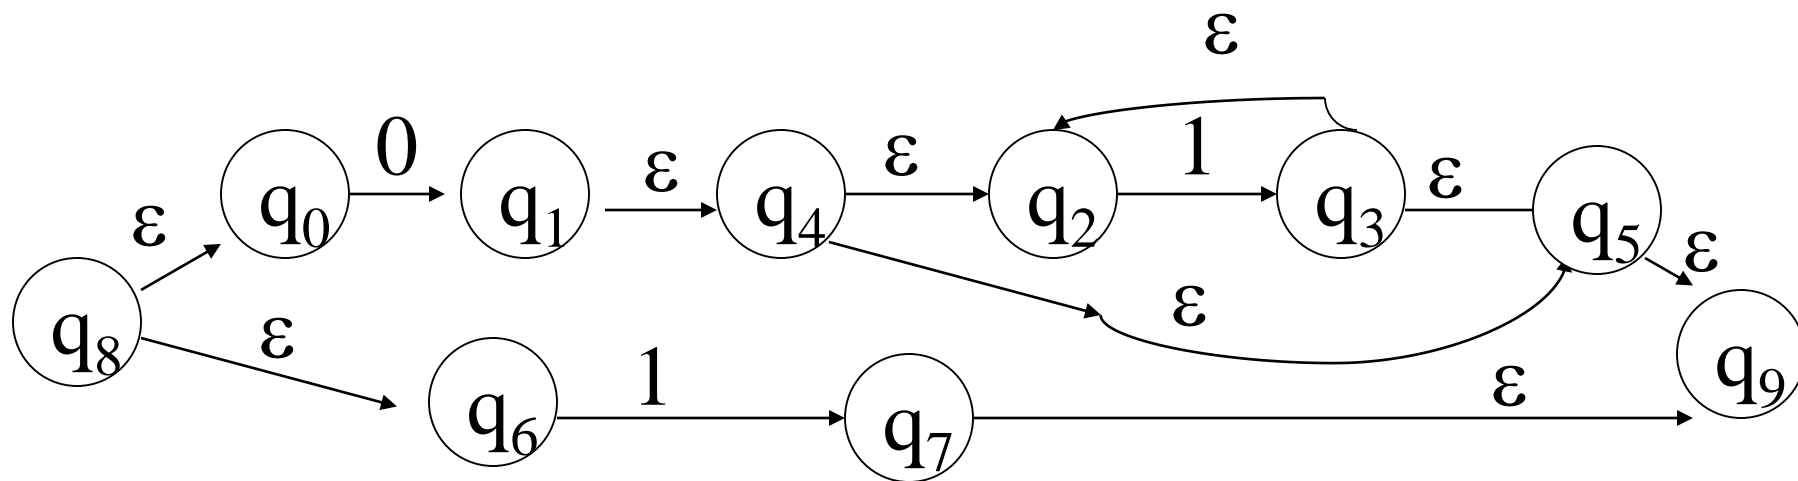 ε
0 ε ε 1 ε
q₀ q₁ q₄ q₂ q₃ q₅
ε ε
q₈ ε ε q₉
q₆ 1 q₇ ε